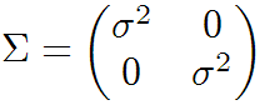 Σ = (σ² 0
0 σ²)